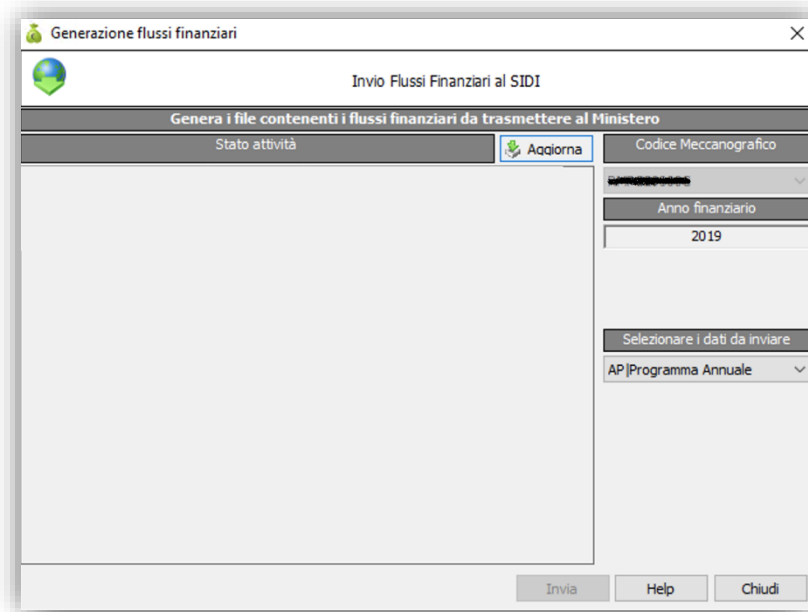 Generazione flussi finanziari
Invio Flussi Finanziari al SIDI
Genera i file contenenti i flussi finanziari da trasmettere al Ministero
Stato attività
Aggiorna
Codice Meccanografico
Anno finanziario
2019
Selezionare i dati da inviare
AP|Programma Annuale
Invia
Help
Chiudi